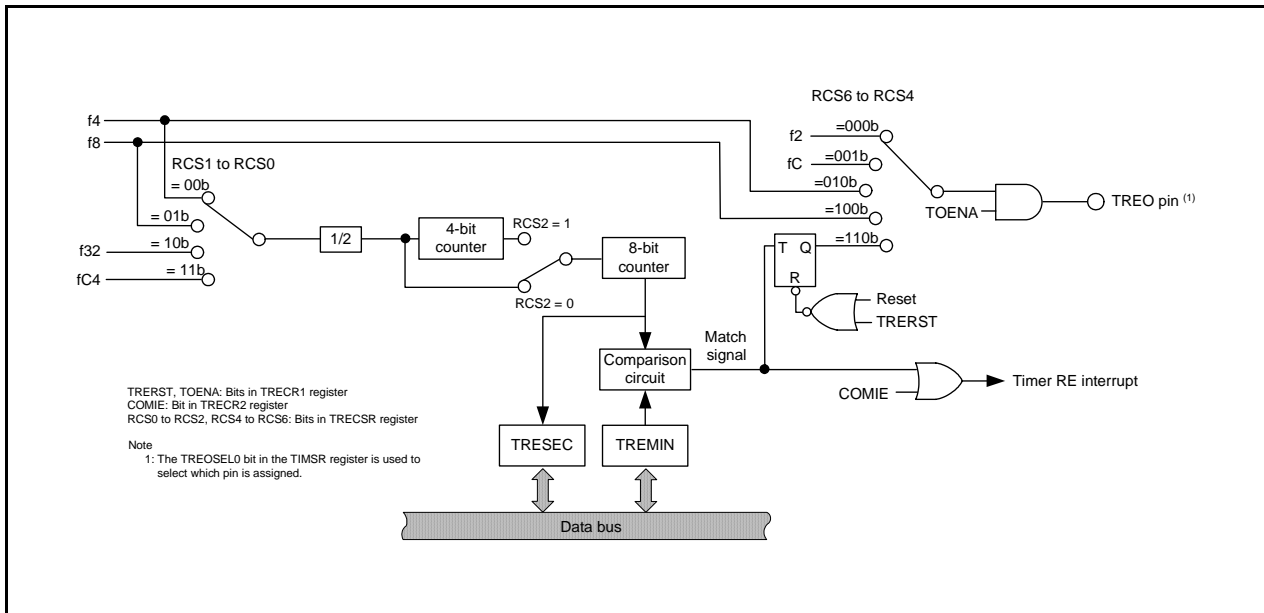 RCS6 to RCS4
f4
f8
f2
=000b
fC
=001b
=010b
=100b
=110b
TOENA
TREO pin (1)
RCS1 to RCS0
= 00b
= 01b
f32
= 10b
fC4
= 11b
1/2
4-bit
counter
RCS2 = 1
RCS2 = 0
8-bit
counter
T Q
R
Reset
TRERST
Match
signal
Comparison
circuit
COMIE
Timer RE interrupt
TRERST, TOENA: Bits in TRECR1 register
COMIE: Bit in TRECR2 register
RCS0 to RCS2, RCS4 to RCS6: Bits in TRECSR register
Note
1: The TREOSEL0 bit in the TIMSR register is used to
select which pin is assigned.
TRESEC
TREMIN
Data bus